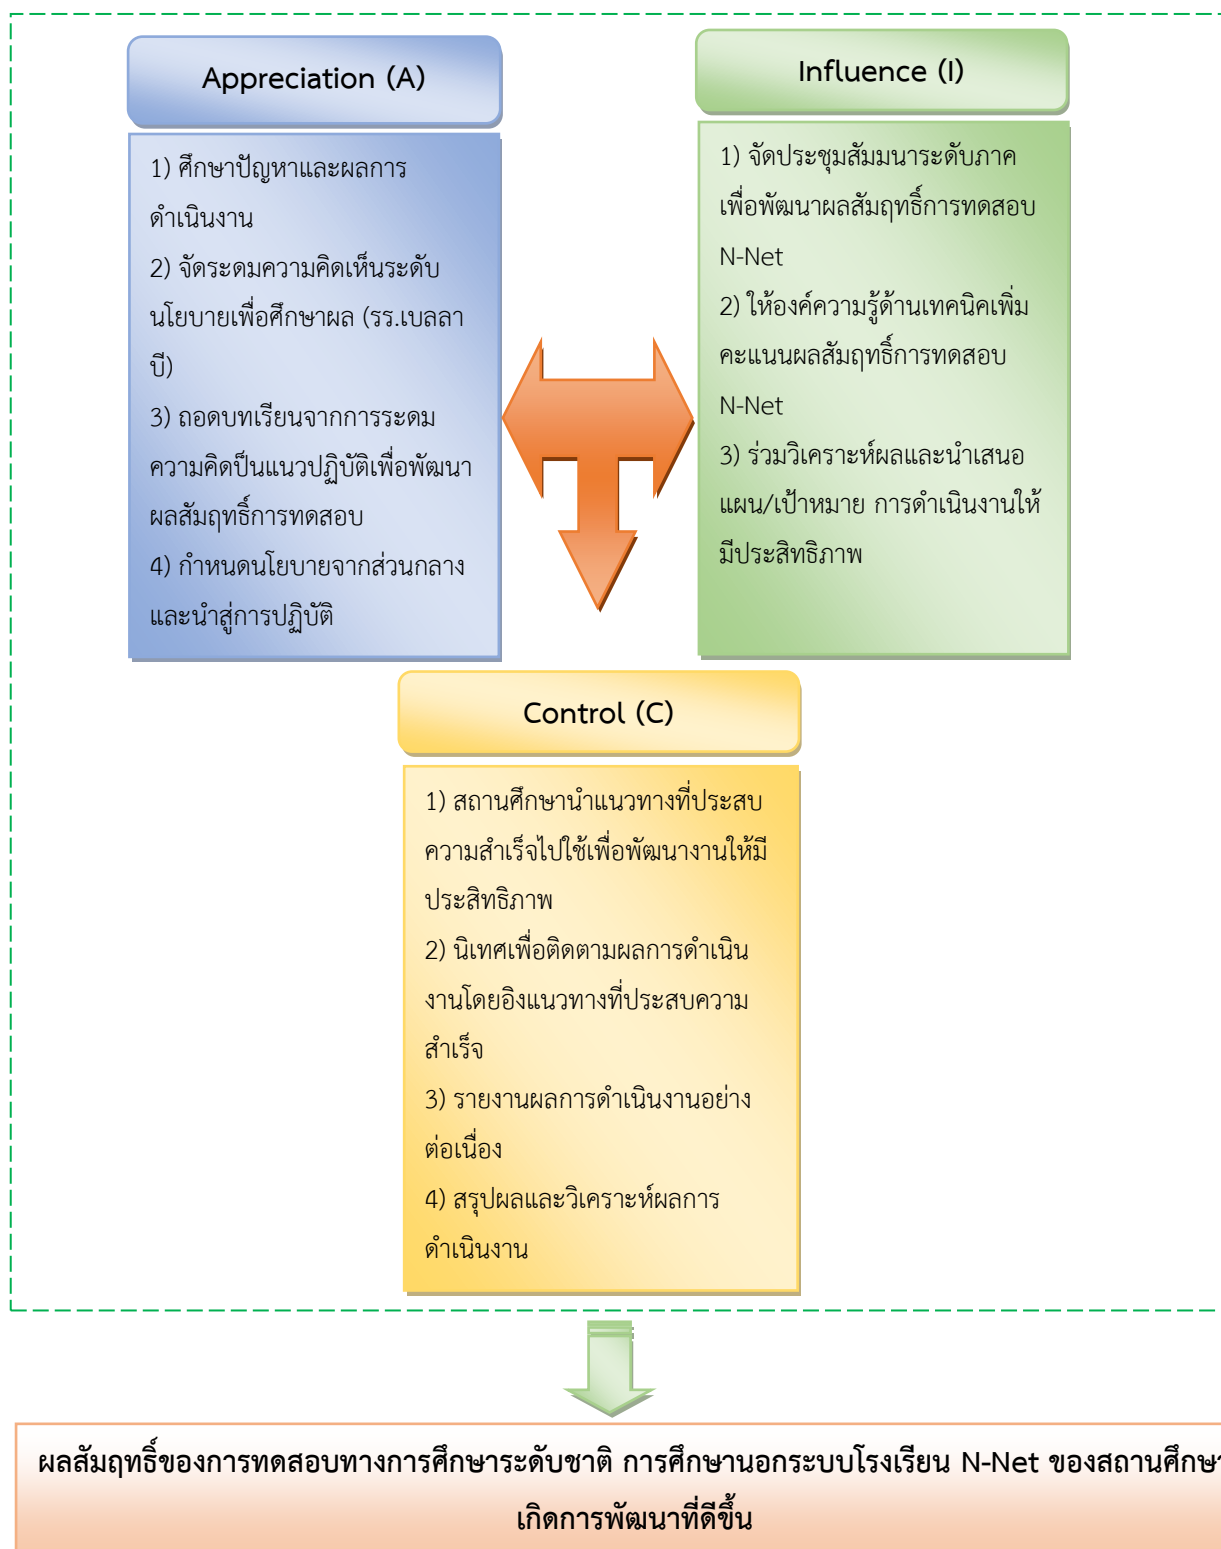 Appreciation (A)
1) ศึกษาปัญหาและผลการ
ดำเนินงาน
2) จัดระดมความคิดเห็นระดับ
นโยบายเพื่อศึกษาผล (รร.เบลลา
บี)
3) ถอดบทเรียนจากการระดม
ความคิดป็นแนวปฏิบัติเพื่อพัฒนา
ผลสัมฤทธิ์การทดสอบ
4) กำหนดนโยบายจากส่วนกลาง
และนำสู่การปฏิบัติ
Influence (I)
1) จัดประชุมสัมมนาระดับภาค
เพื่อพัฒนาผลสัมฤทธิ์การทดสอบ
N-Net
2) ให้องค์ความรู้ด้านเทคนิคเพิ่ม
คะแนนผลสัมฤทธิ์การทดสอบ
N-Net
3) ร่วมวิเคราะห์ผลและนำเสนอ
แผน/เป้าหมาย การดำเนินงานให้
มีประสิทธิภาพ
Control (C)
1) สถานศึกษานำแนวทางที่ประสบ
ความสำเร็จไปใช้เพื่อพัฒนางานให้มี
ประสิทธิภาพ
2) นิเทศเพื่อติดตามผลการดำเนิน
งานโดยอิงแนวทางที่ประสบความ
สำเร็จ
3) รายงานผลการดำเนินงานอย่าง
ต่อเนื่อง
4) สรุปผลและวิเคราะห์ผลการ
ดำเนินงาน
ผลสัมฤทธิ์ของการทดสอบทางการศึกษาระดับชาติ การศึกษานอกระบบโรงเรียน N-Net ของสถานศึกษา
เกิดการพัฒนาที่ดีขึ้น